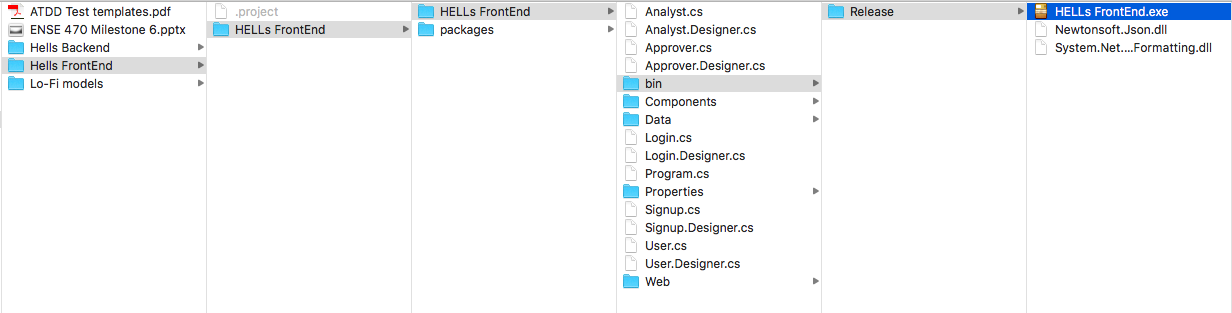 ATDD Test templates.pdf
ENSE 470 Milestone 6.pptx
Hells Backend
Hells FrontEnd
Lo-Fi models
.project
HELLs FrontEnd
HELLs FrontEnd
packages
Analyst.cs
Analyst.Designer.cs
Approver.cs
Approver.Designer.cs
bin
Components
Data
Login.cs
Login.Designer.cs
Program.cs
Properties
Signup.cs
Signup.Designer.cs
User.cs
User.Designer.cs
Web
Release
HELLs FrontEnd.exe
Newtonsoft.Json.dll
System.Net....Formatting.dll